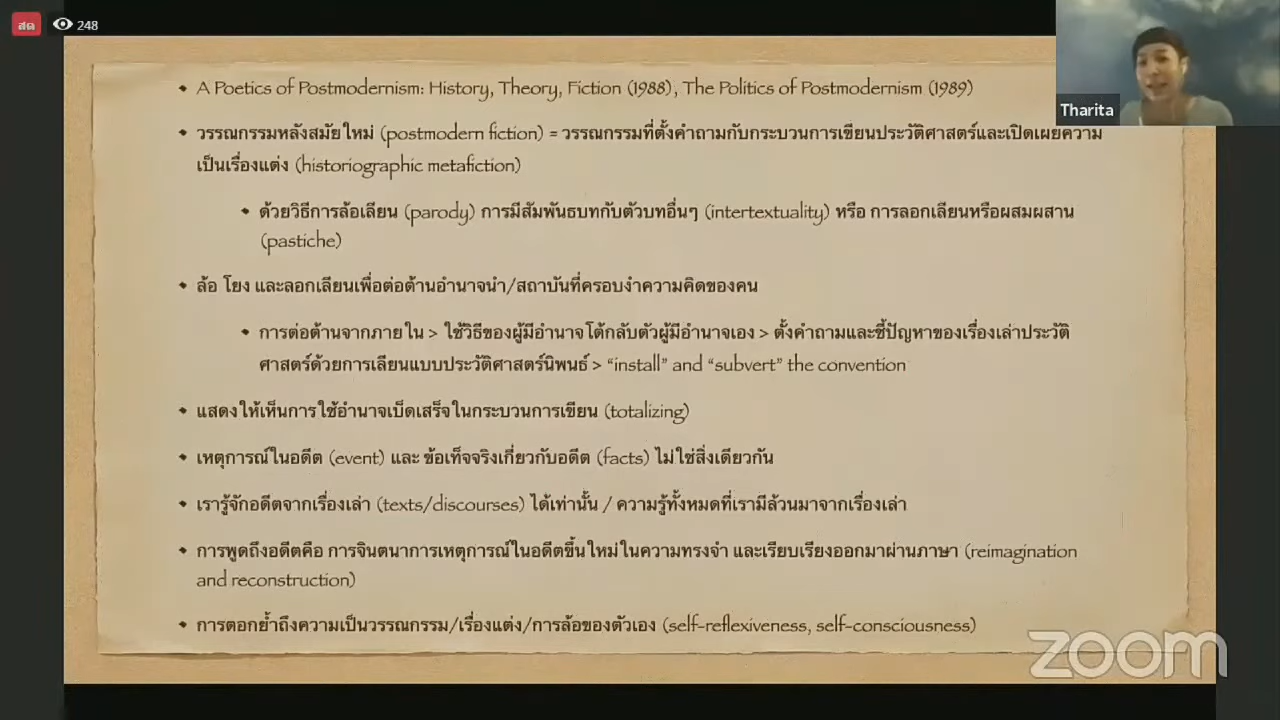 สด
248
Tharita
A Poetics of Postmodernism: History, Theory, Fiction (1988), The Politics of Postmodernism (1989)
วรรณกรรมหลังสมัยใหม่ (postmodern fiction) = วรรณกรรมที่ตั้งคำถามกับกระบวนการเขียนประวัติศาสตร์และเปิดเผยความ
เป็นเรื่องแต่ง (historiographic metafiction)
ด้วยวิธีการล้อเลียน (parody) การมีสัมพันธบทกับตัวบทอื่นๆ (intertextuality) หรือ การลอกเลียนหรือผสมผสาน
(pastiche)
ล้อ โยง และลอกเลียนเพื่อต่อต้านอำนาจนำ/สถาบันที่ครอบงำความคิดของคน
การต่อต้านจากภายใน > ใช้วิธีของผู้มีอำนาจโต้กลับตัวผู้มีอำนาจเอง > ตั้งคำถามและชี้ปัญหาของเรื่องเล่าประวัติ
ศาสตร์ด้วยการเลียนแบบประวัติศาสตร์นิพนธ์ > “install” and “subvert” the convention
แสดงให้เห็นการใช้อำนาจเบ็ดเสร็จในกระบวนการเขียน (totalizing)
เหตุการณ์ในอดีต (event) และ ข้อเท็จจริงเกี่ยวกับอดีต (facts) ไม่ใช่สิ่งเดียวกัน
เรารู้จักอดีตจากเรื่องเล่า (texts/discourses) ได้เท่านั้น / ความรู้ทั้งหมดที่เรามีล้วนมาจากเรื่องเล่า
การพูดถึงอดีตคือ การจินตนาการเหตุการณ์ในอดีตขึ้นใหม่ในความทรงจำ และเรียบเรียงออกมาผ่านภาษา (reimagination
and reconstruction)
การตอกย้ำถึงความเป็นวรรณกรรม/เรื่องแต่ง/การล้อของตัวเอง (self-reflexiveness, self-consciousness)
zoom